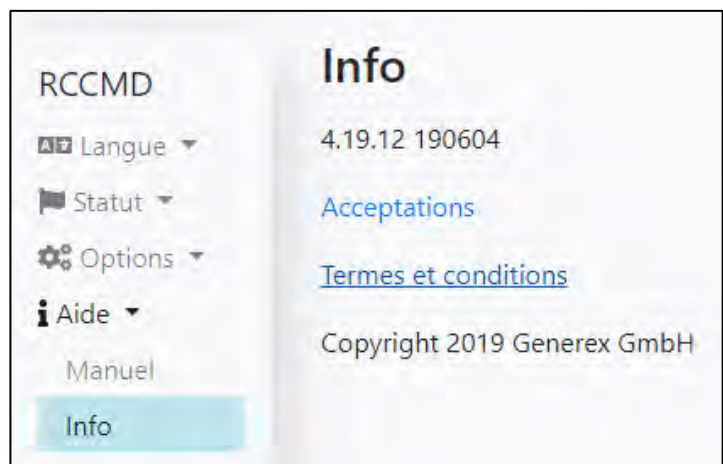 RCCMD
Langue
Statut
Options
Aide
Manuel
Info
Info
4.19.12 190604
Acceptations
Termes et conditions
Copyright 2019 Generex GmbH